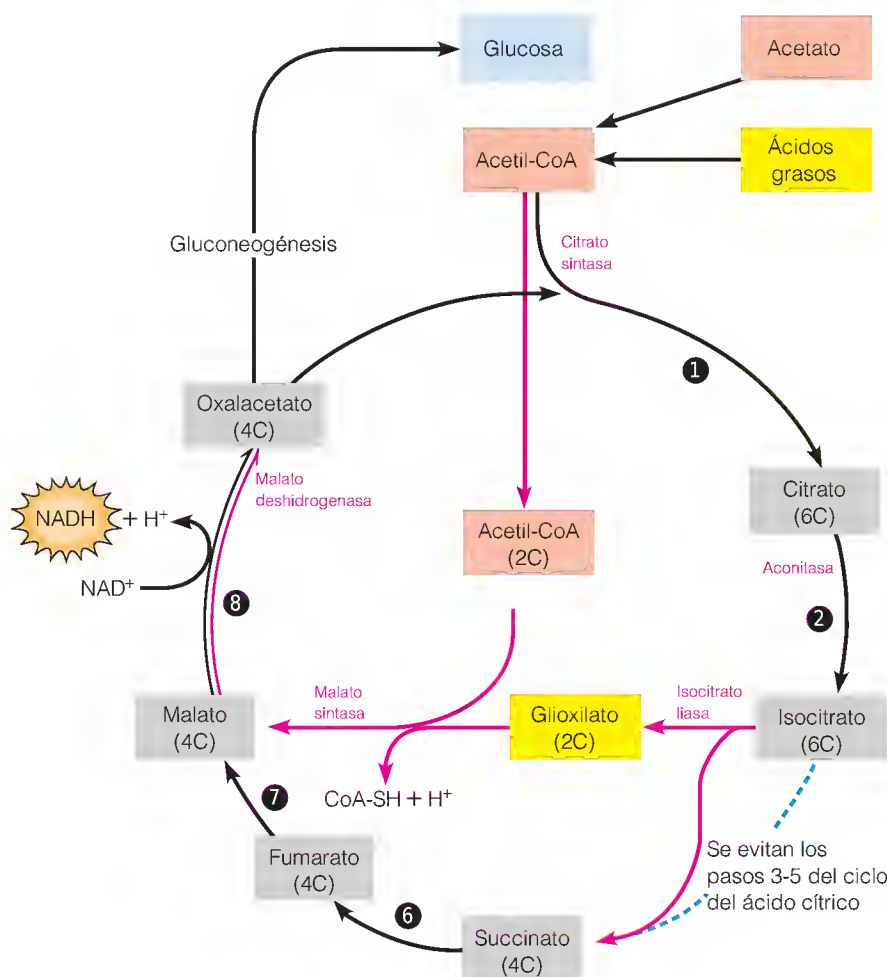 Glucosa
Acetato
Acetil-CoA
Ácidos
grasos
Gluconeogénesis
Citrato
sintasa
1
Oxalacetato
(4C)
Malato
deshidrogenasa
Citrato
(6C)
NADH + H⁺
Acetil-CoA
(2C)
Aconitasa
NAD⁺
8
2
Malato
(4C)
Malato
sintasa
Glioxilato
(2C)
Isocitrato
liasa
Isocitrato
(6C)
CoA-SH + H⁺
7
Fumarato
(4C)
Se evitan los
pasos 3-5 del ciclo
del ácido cítrico
6
Succinato
(4C)